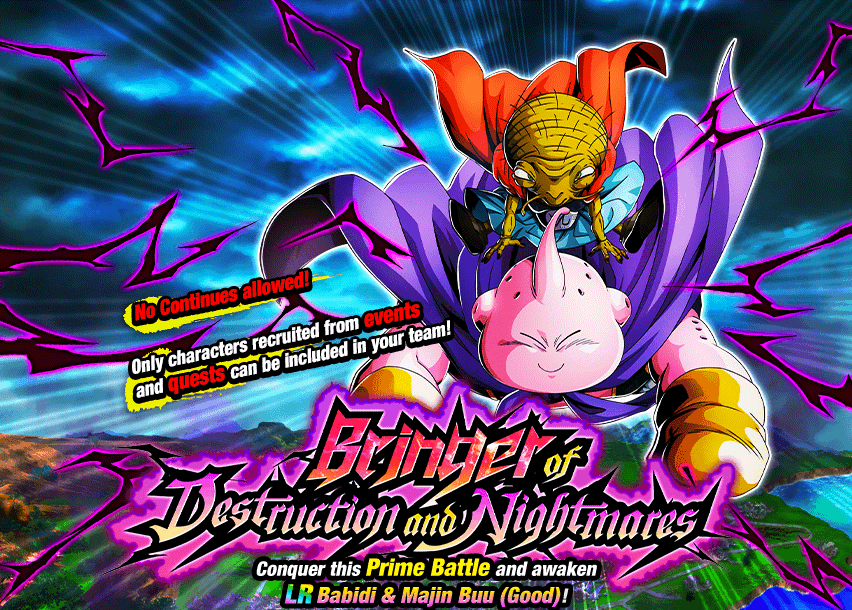 No Continues allowed!
Only characters recruited from events
and quests can be included in your team!
Bringer of
Destruction and Nightmares
Conquer this Prime Battle and awaken
LR Babidi & Majin Buu (Good)!